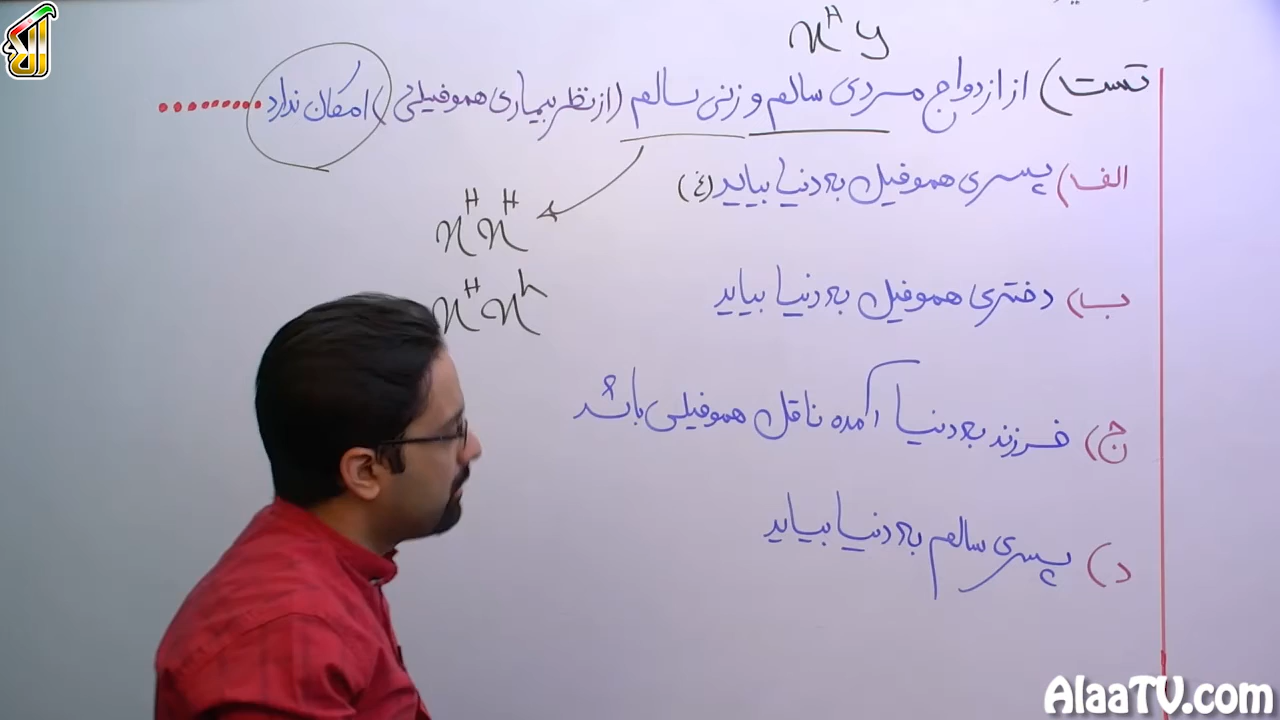 x^H y
تست) از ازدواج مردی سالم و زنی سالم (از نظر بیماری هموفیلی) امکان ندارد .........
الف) پسری هموفیل به دنیا بیاید (٤)
x^H x^H
ب) دختری هموفیل به دنیا بیاید
x^H x^h
ج) فرزند به دنیا آمده ناقل هموفیلی باشد
د) پسری سالم به دنیا بیاید
AlaaTV.com